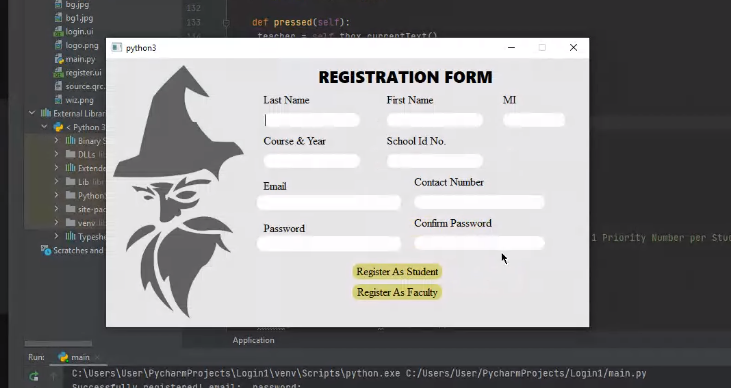 bg.jpg
bg1.jpg
login.ui
logo.png
main.py
register.ui
source.qrc.
wiz.png
External Librar
< Python 3.
Binary S
DLLs
Extende
Lib
Python3
site-pac
venv
Typeshe
Scratches and
132
153 def pressed(self):
teacher = self.tbox.currentText()
python3
REGISTRATION FORM
Last Name First Name MI
Course & Year School Id No.
Email Contact Number
Password Confirm Password
Register As Student
Register As Faculty
1 Priority Number per Stu
Application
Run: main
C:\Users\User\PycharmProjects\Login1\venv\Scripts\python.exe C:/Users/User/PycharmProjects/Login1/main.py
Successfully registered! email: password: